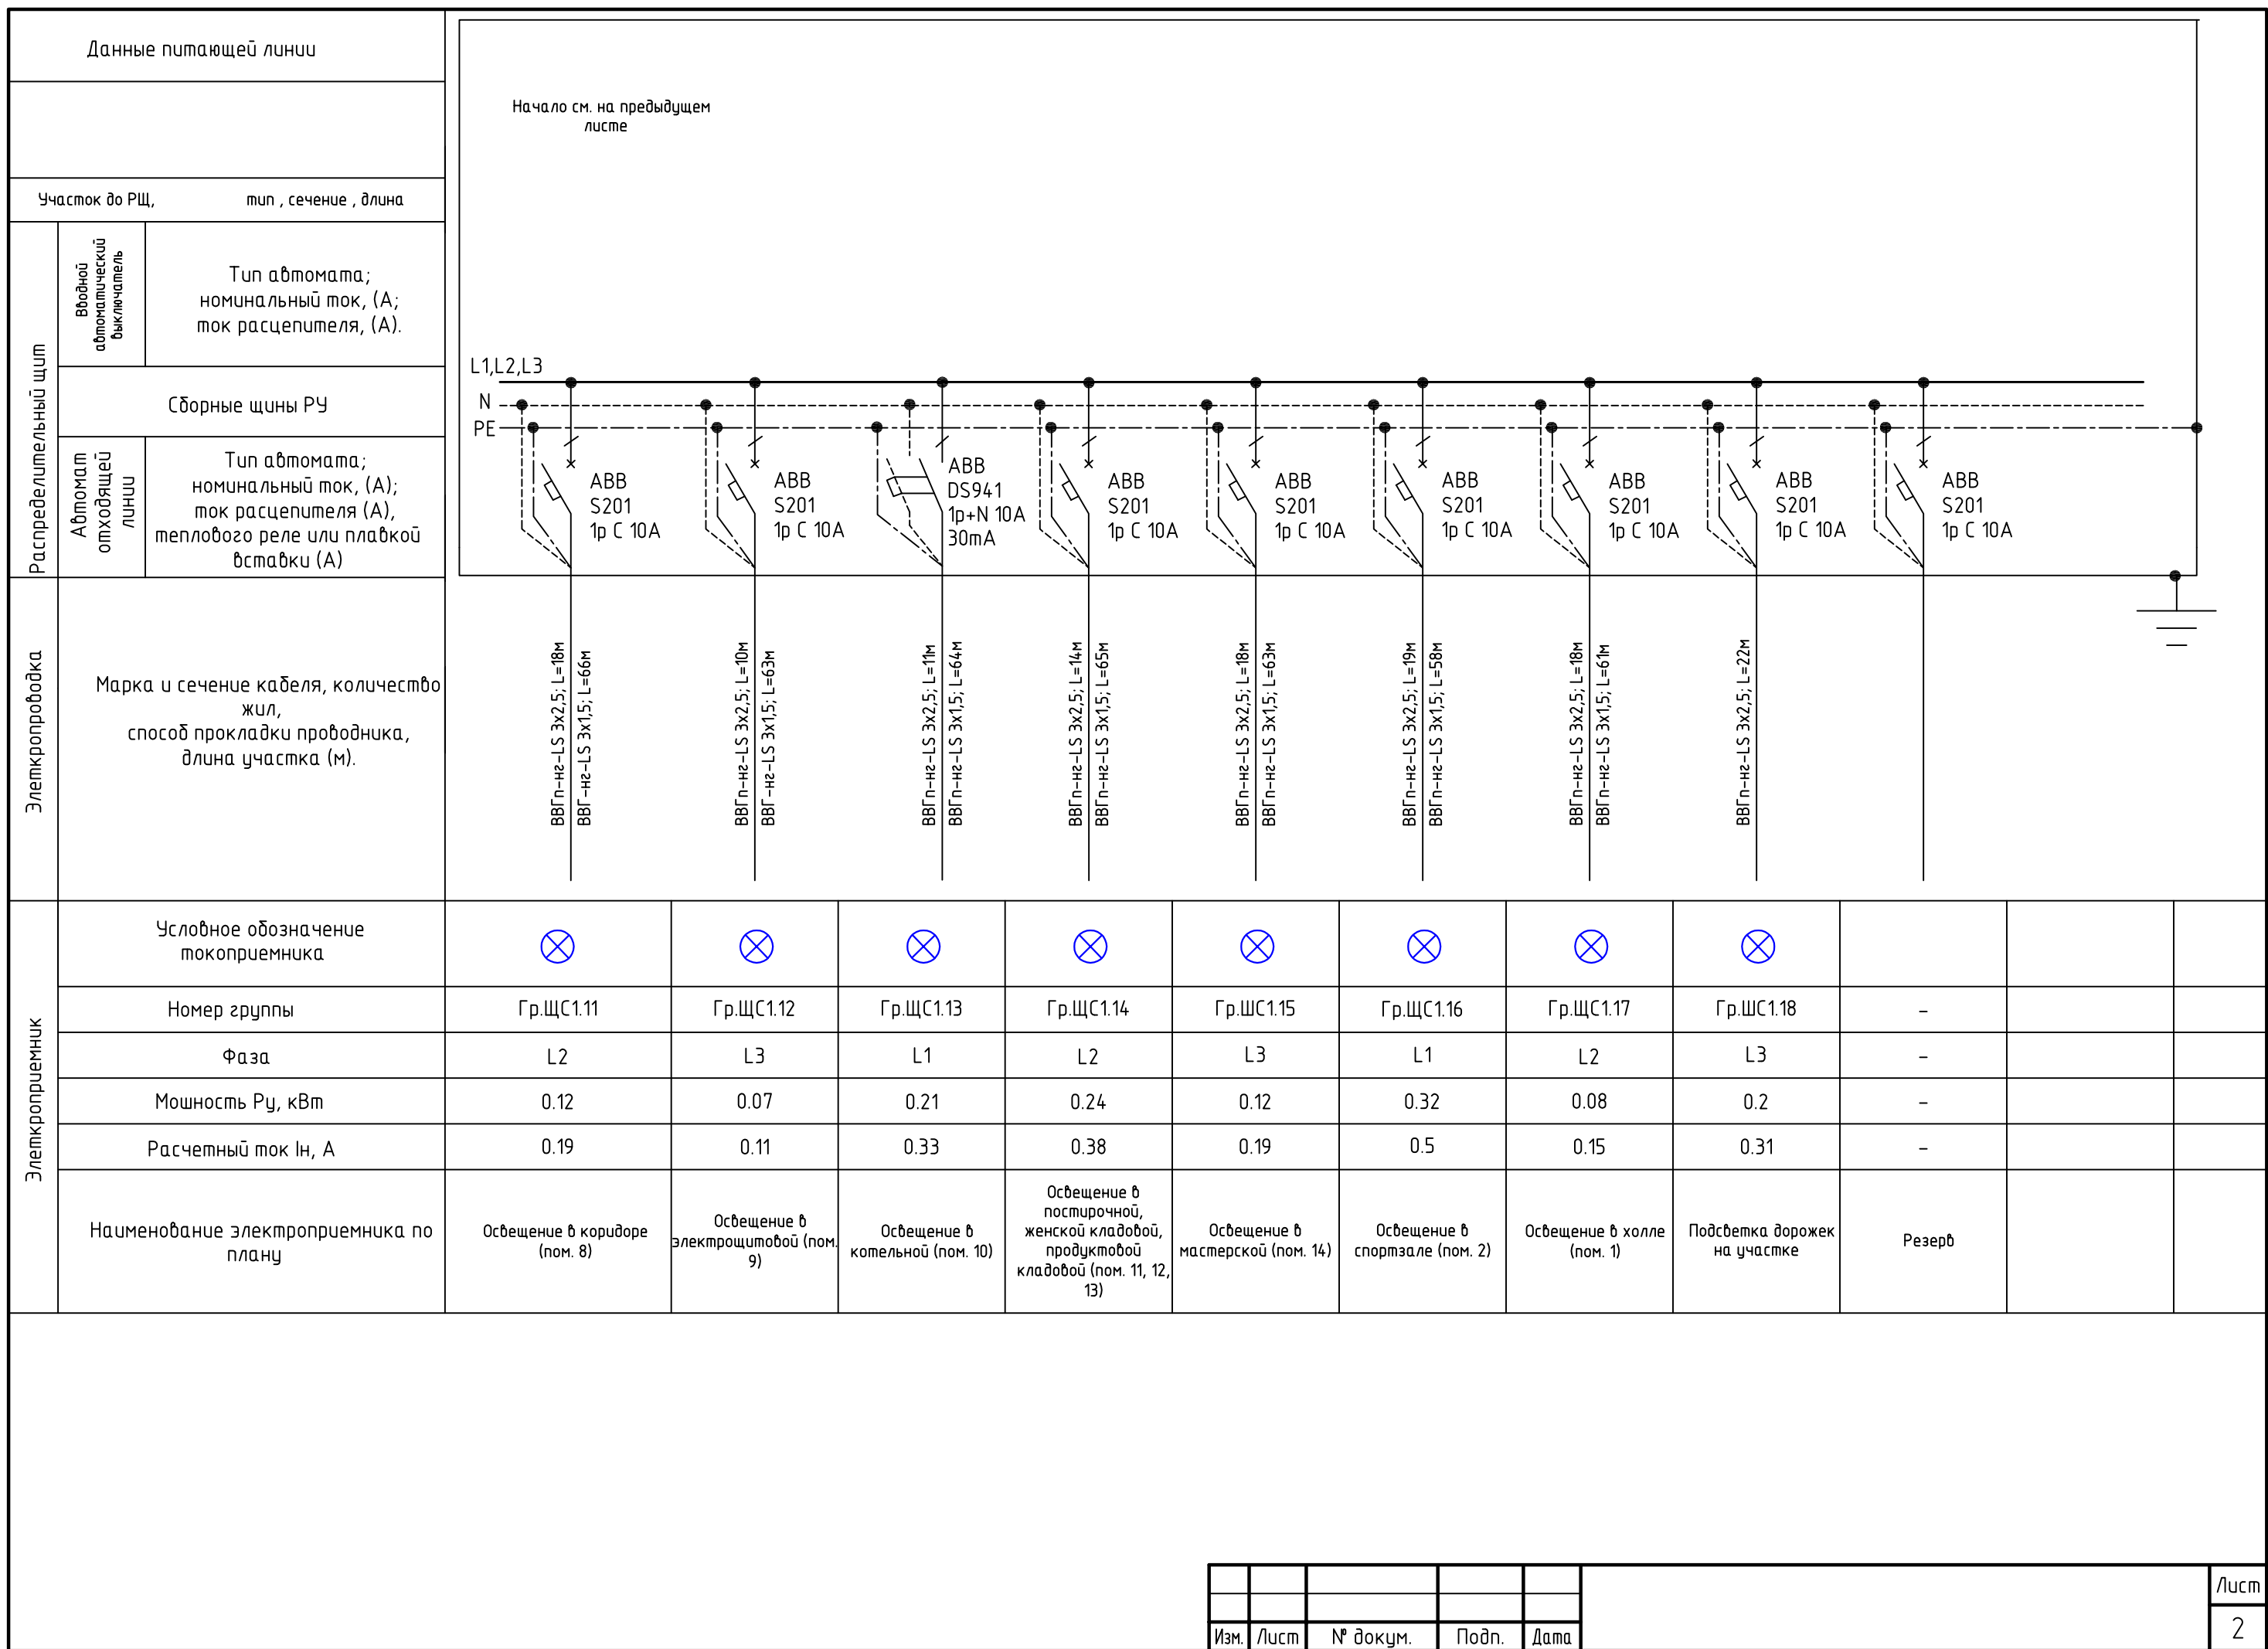 Данные питающей линии
Начало см. на предыдущем
листе
Участок до РЩ, тип , сечение , длина
Распределительный щит
Вводной
автоматический
выключатель
Тип автомата;
номинальный ток, (А;
ток расцепителя, (А).
L1,L2,L3
Сборные щины РУ
N
PE
Автомат
отходящей
линии
Тип автомата;
номинальный ток, (А);
ток расцепителя (А),
теплового реле или плавкой
вставки (А)
ABB
S201
1p C 10A
ABB
S201
1p C 10A
ABB
DS941
1p+N 10A
30mA
ABB
S201
1p C 10A
ABB
S201
1p C 10A
ABB
S201
1p C 10A
ABB
S201
1p C 10A
ABB
S201
1p C 10A
ABB
S201
1p C 10A
Элеткпроводка
Марка и сечение кабеля, количество
жил,
способ прокладки проводника,
длина участка (м).
ВВГп-нг-LS 3х2,5; L=18м
ВВГ-нг-LS 3х1,5; L=66м
ВВГп-нг-LS 3х2,5; L=10м
ВВГ-нг-LS 3х1,5; L=63м
ВВГп-нг-LS 3х2,5; L=11м
ВВГп-нг-LS 3х1,5; L=64м
ВВГп-нг-LS 3х2,5; L=14м
ВВГп-нг-LS 3х1,5; L=65м
ВВГп-нг-LS 3х2,5; L=18м
ВВГп-нг-LS 3х1,5; L=63м
ВВГп-нг-LS 3х2,5; L=19м
ВВГп-нг-LS 3х1,5; L=58м
ВВГп-нг-LS 3х2,5; L=18м
ВВГп-нг-LS 3х1,5; L=61м
ВВГп-нг-LS 3х2,5; L=22м
Элеткроприемник
Условное обозначение
токоприемника
Номер группы Гр.ЩС1.11 Гр.ЩС1.12 Гр.ЩС1.13 Гр.ЩС1.14 Гр.ШС1.15 Гр.ЩС1.16 Гр.ЩС1.17 Гр.ШС1.18 -
Фаза L2 L3 L1 L2 L3 L1 L2 L3 -
Мошность Ру, кВт 0.12 0.07 0.21 0.24 0.12 0.32 0.08 0.2 -
Расчетный ток Iн, А 0.19 0.11 0.33 0.38 0.19 0.5 0.15 0.31 -
Наименование электроприемника по
плану
Освещение в коридоре
(пом. 8)
Освещение в
электрощитовой (пом.
9)
Освещение в
котельной (пом. 10)
Освещение в
постирочной,
женской кладовой,
продуктовой
кладовой (пом. 11, 12,
13)
Освещение в
мастерской (пом. 14)
Освещение в
спортзале (пом. 2)
Освещение в холле
(пом. 1)
Подсветка дорожек
на участке
Резерв
Изм. Лист № докум. Подп. Дата
Лист
2